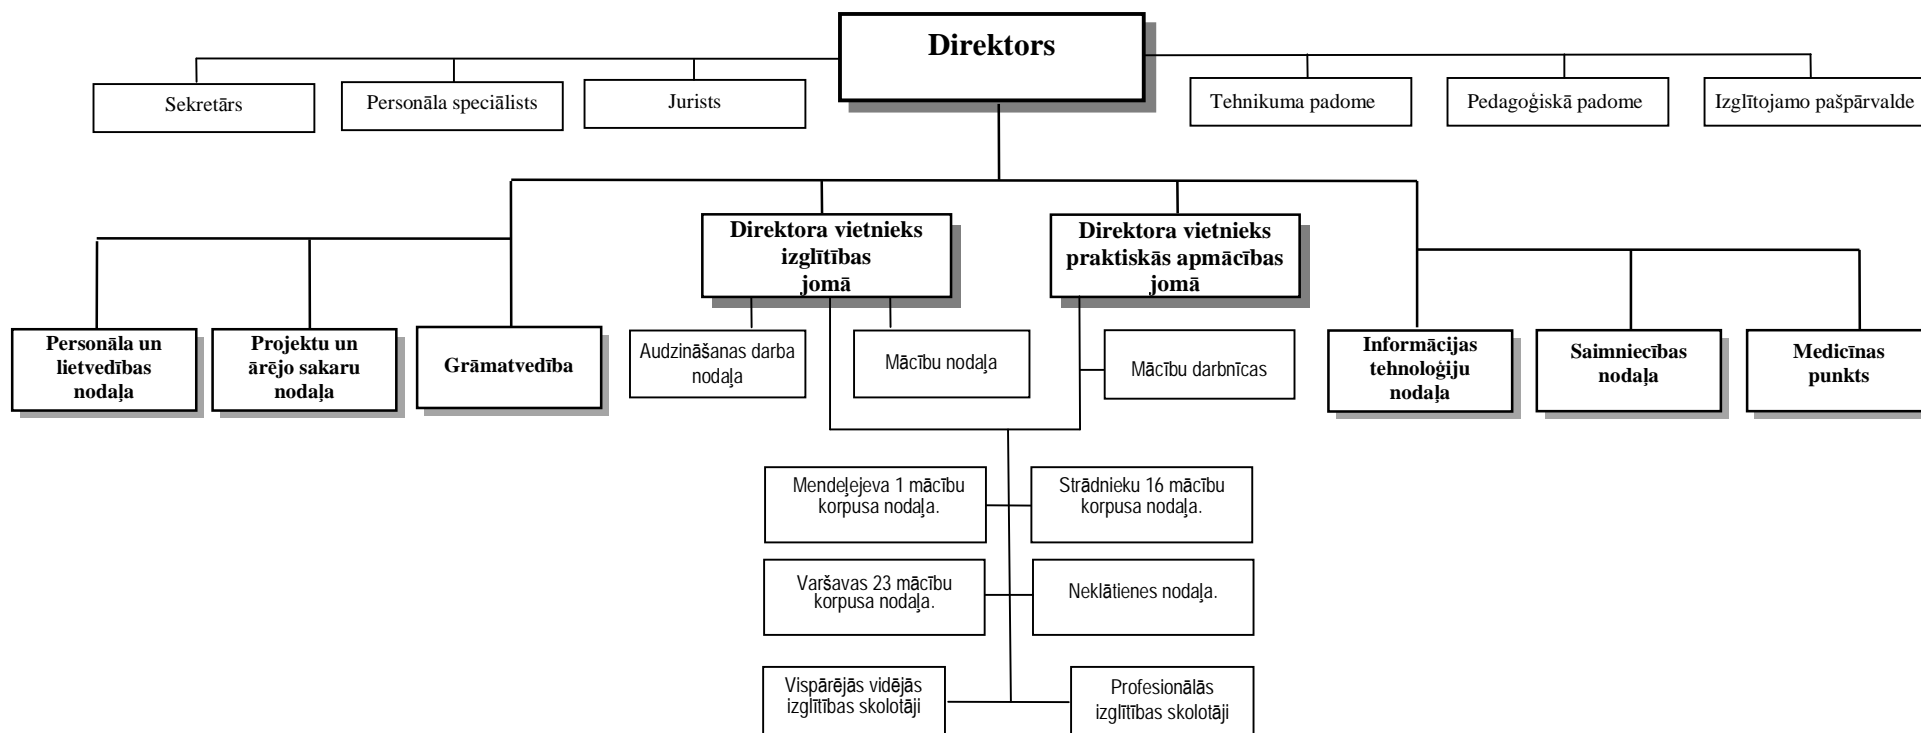 Direktors
Sekretārs
Personāla speciālists
Jurists
Tehnikuma padome
Pedagoģiskā padome
Izglītojamo pašpārvalde
Direktora vietnieks
izglītības
jomā
Direktora vietnieks
praktiskās apmācības
jomā
Personāla un
lietvedības
nodaļa
Projektu un
ārējo sakaru
nodaļa
Grāmatvedība
Audzināšanas darba
nodaļa
Mācību nodaļa
Mācību darbnīcas
Informācijas
tehnoloģiju
nodaļa
Saimniecības
nodaļa
Medicīnas
punkts
Mendeļejeva 1 mācību
korpusa nodaļa.
Strādnieku 16 mācību
korpusa nodaļa.
Varšavas 23 mācību
korpusa nodaļa.
Neklātienes nodaļa.
Vispārējās vidējās
izglītības skolotāji
Profesionālās
izglītības skolotāji